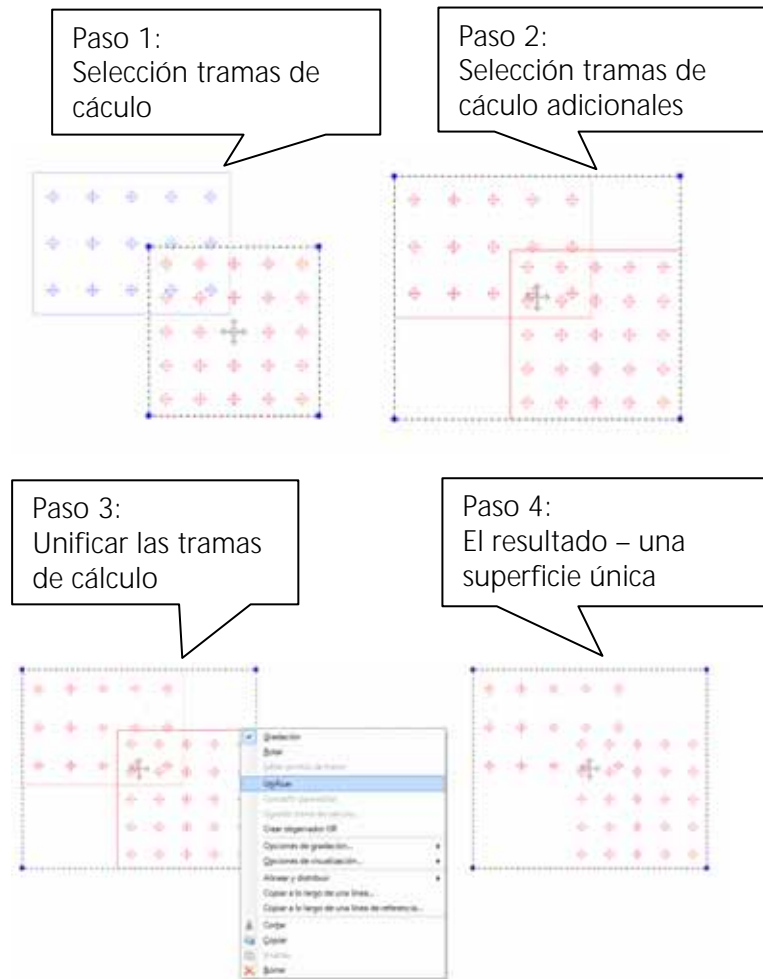 Paso 1:
Selección tramas de
cáculo
Paso 2:
Selección tramas de
cáculo adicionales
Paso 3:
Unificar las tramas
de cálculo
Paso 4:
El resultado – una
superficie única
Gradación
Unificar
Crear observador UR
Opciones de gradación...
Opciones de visualización...
Alinear y distribuir
Copiar a lo largo de una línea...
Copiar a lo largo de una línea de referencia...
Cortar
Copiar
Borrar